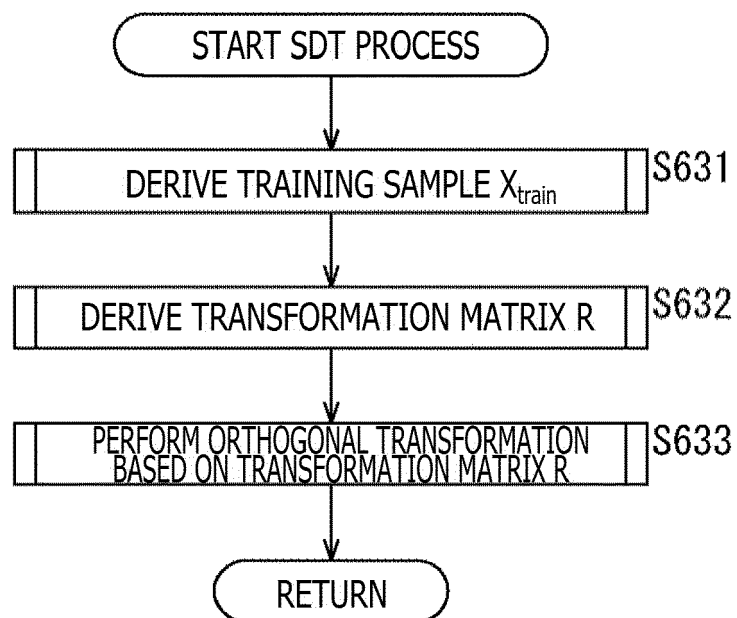 START SDT PROCESS
DERIVE TRAINING SAMPLE Xtrain
S631
DERIVE TRANSFORMATION MATRIX R
S632
PERFORM ORTHOGONAL TRANSFORMATION
BASED ON TRANSFORMATION MATRIX R
S633
RETURN